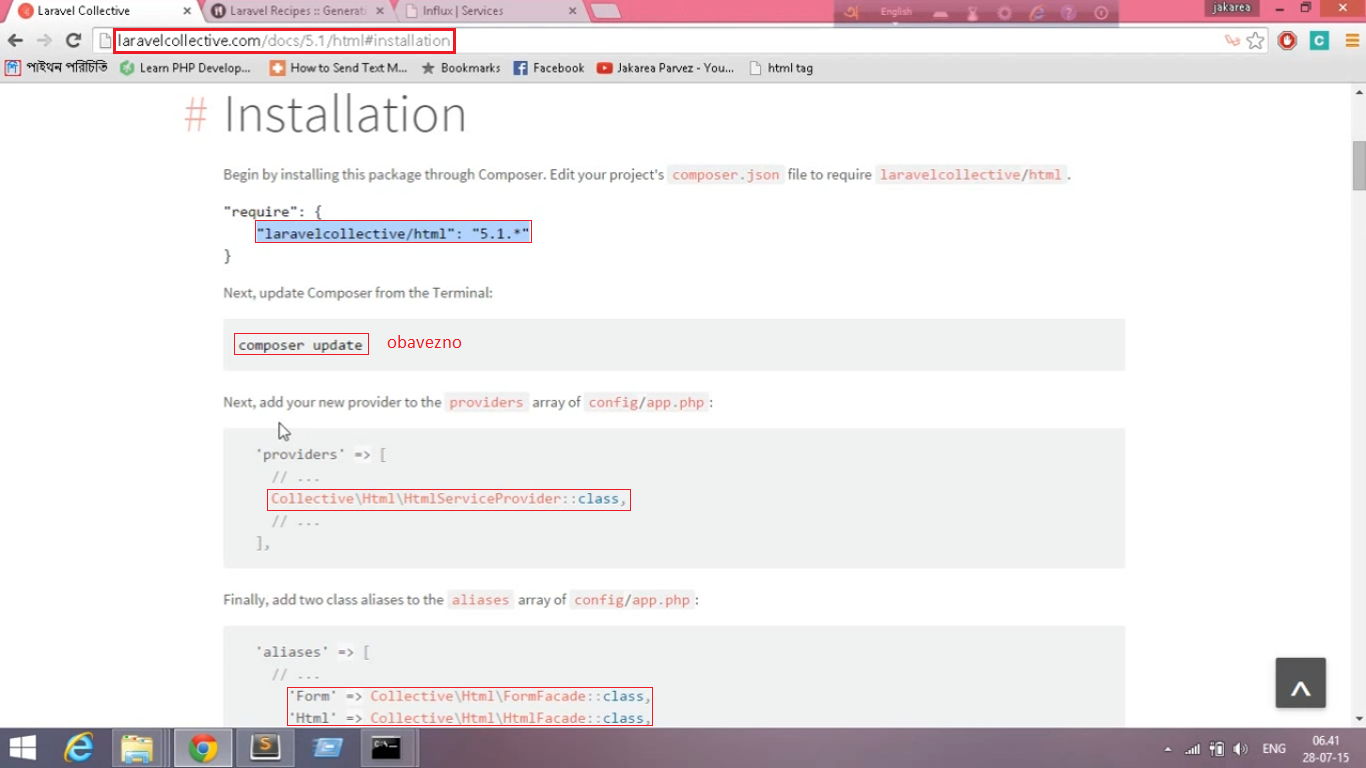 Laravel Collective
Laravel Recipes :: Generati
Influx | Services
English
jakarea
laravelcollective.com/docs/5.1/html#installation
পাইথন পরিচিতি
Learn PHP Develop...
How to Send Text M...
Bookmarks
Facebook
Jakarea Parvez - You...
html tag
# Installation
Begin by installing this package through Composer. Edit your project's composer.json file to require laravelcollective/html.
"require": {
"laravelcollective/html": "5.1.*"
}
Next, update Composer from the Terminal:
composer update obavezno
Next, add your new provider to the providers array of config/app.php:
'providers' => [
// ...
Collective\Html\HtmlServiceProvider::class,
// ...
],
Finally, add two class aliases to the aliases array of config/app.php:
'aliases' => [
// ...
'Form' => Collective\Html\FormFacade::class,
'Html' => Collective\Html\HtmlFacade::class,
ENG
06.41
28-07-15